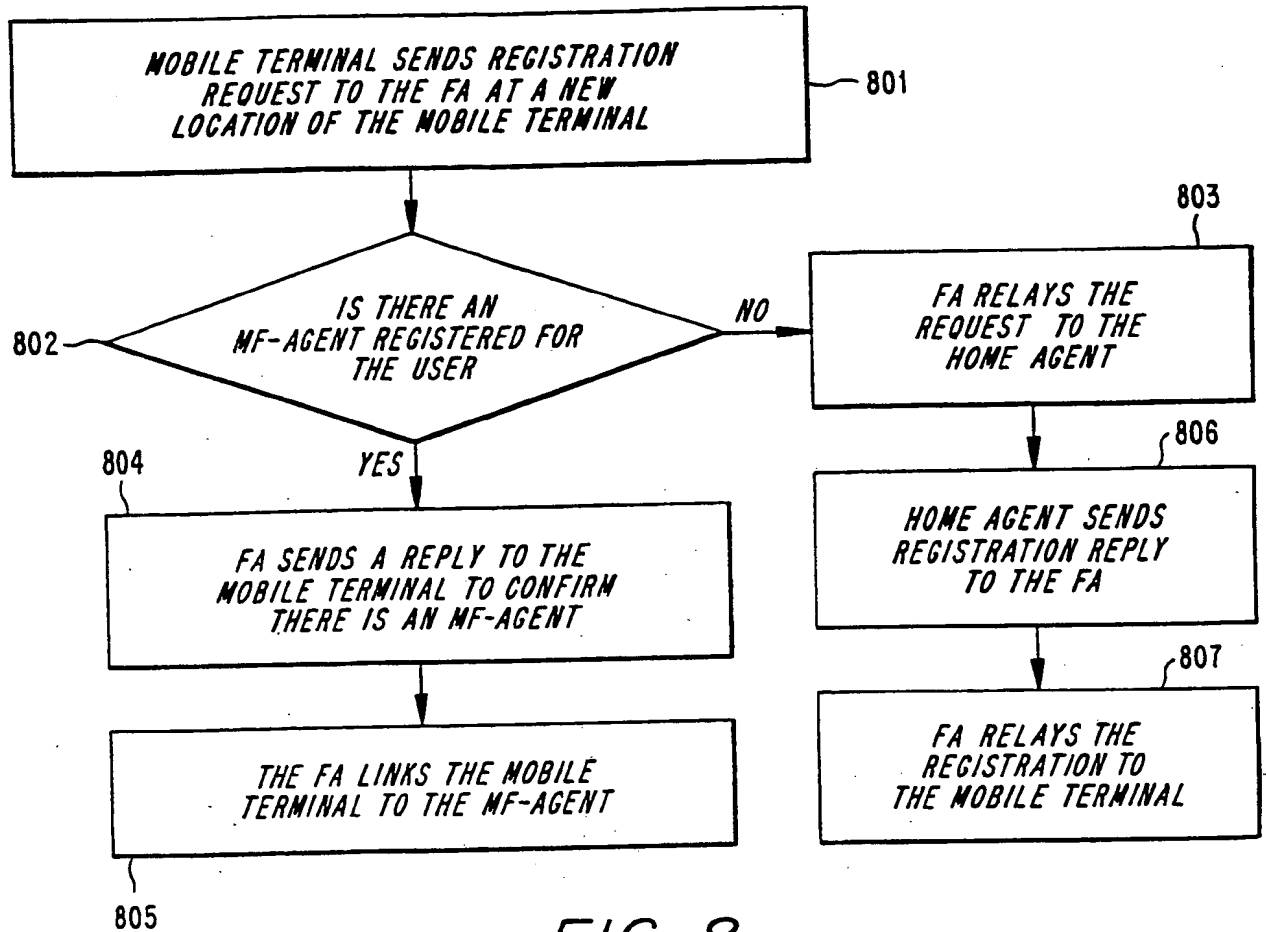 MOBILE TERMINAL SENDS REGISTRATION
REQUEST TO THE FA AT A NEW
LOCATION OF THE MOBILE TERMINAL
801
802
IS THERE AN
MF-AGENT REGISTERED FOR
THE USER
NO
803
FA RELAYS THE
REQUEST TO THE
HOME AGENT
YES
804
FA SENDS A REPLY TO THE
MOBILE TERMINAL TO CONFIRM
THERE IS AN MF-AGENT
806
HOME AGENT SENDS
REGISTRATION REPLY
TO THE FA
THE FA LINKS THE MOBILE
TERMINAL TO THE MF-AGENT
805
807
FA RELAYS THE
REGISTRATION TO
THE MOBILE TERMINAL
FIG. 8